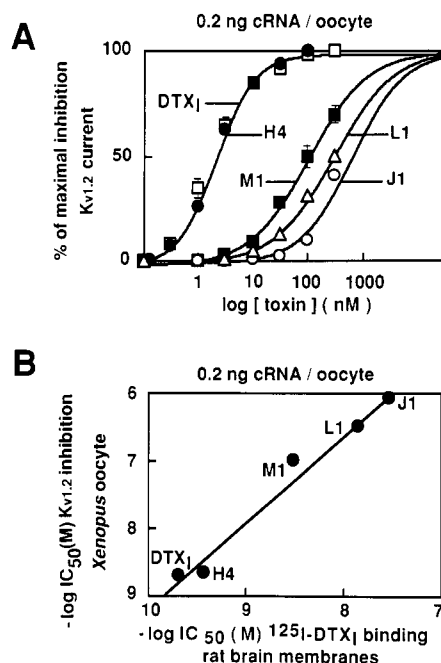 A
0.2 ng cRNA / oocyte
% of maximal inhibition
Kv1.2 current
100
50
0
DTXI
H4
M1
L1
J1
1
10
100
1000
log [ toxin ] ( nM )
B
0.2 ng cRNA / oocyte
-log IC50(M) Kv1.2 inhibition
Xenopus oocyte
6
7
8
9
J1
L1
M1
DTXI
H4
10
9
8
7
-log IC 50 ( M ) 125I-DTXI binding
rat brain membranes